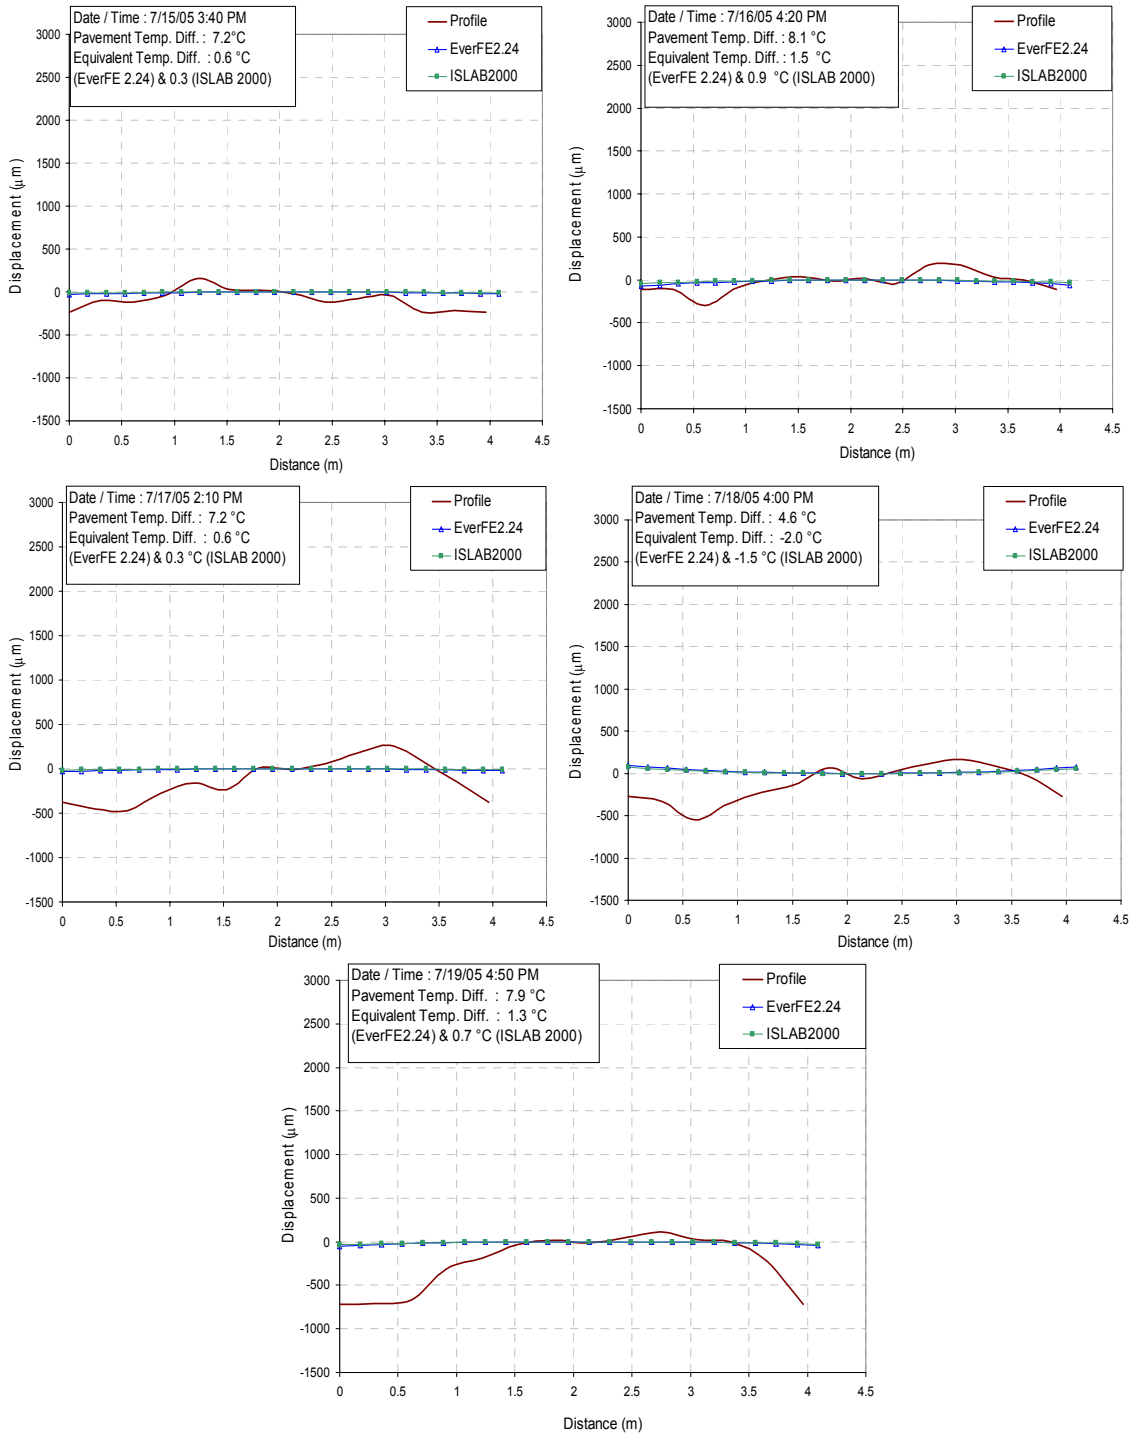 Date / Time : 7/15/05 3:40 PM
Pavement Temp. Diff. : 7.2°C
Equivalent Temp. Diff. : 0.6 °C
(EverFE 2.24) & 0.3 (ISLAB 2000)
Profile
EverFE2.24
ISLAB2000
3000
2500
2000
1500
1000
500
0
-500
-1000
-1500
Displacement (µm)
0 0.5 1 1.5 2 2.5 3 3.5 4 4.5
Distance (m)
Date / Time : 7/16/05 4:20 PM
Pavement Temp. Diff. : 8.1 °C
Equivalent Temp. Diff. : 1.5 °C
(EverFE 2.24) & 0.9 °C (ISLAB 2000)
Profile
EverFE2.24
ISLAB2000
3000
2500
2000
1500
1000
500
0
-500
-1000
-1500
Displacement (µm)
0 0.5 1 1.5 2 2.5 3 3.5 4 4.5
Distance (m)
Date / Time : 7/17/05 2:10 PM
Pavement Temp. Diff. : 7.2 °C
Equivalent Temp. Diff. : 0.6 °C
(EverFE 2.24) & 0.3 °C (ISLAB 2000)
Profile
EverFE2.24
ISLAB2000
3000
2500
2000
1500
1000
500
0
-500
-1000
-1500
Displacement (µm)
0 0.5 1 1.5 2 2.5 3 3.5 4 4.5
Distance (m)
Date / Time : 7/18/05 4:00 PM
Pavement Temp. Diff. : 4.6 °C
Equivalent Temp. Diff. : -2.0 °C
(EverFE 2.24) & -1.5 °C (ISLAB 2000)
Profile
EverFE2.24
ISLAB2000
3000
2500
2000
1500
1000
500
0
-500
-1000
-1500
Displacement (µm)
0 0.5 1 1.5 2 2.5 3 3.5 4 4.5
Distance (m)
Date / Time : 7/19/05 4:50 PM
Pavement Temp. Diff. : 7.9 °C
Equivalent Temp. Diff. : 1.3 °C
(EverFE2.24) & 0.7 °C (ISLAB 2000)
Profile
EverFE2.24
ISLAB2000
3000
2500
2000
1500
1000
500
0
-500
-1000
-1500
Displacement (µm)
0 0.5 1 1.5 2 2.5 3 3.5 4 4.5
Distance (m)